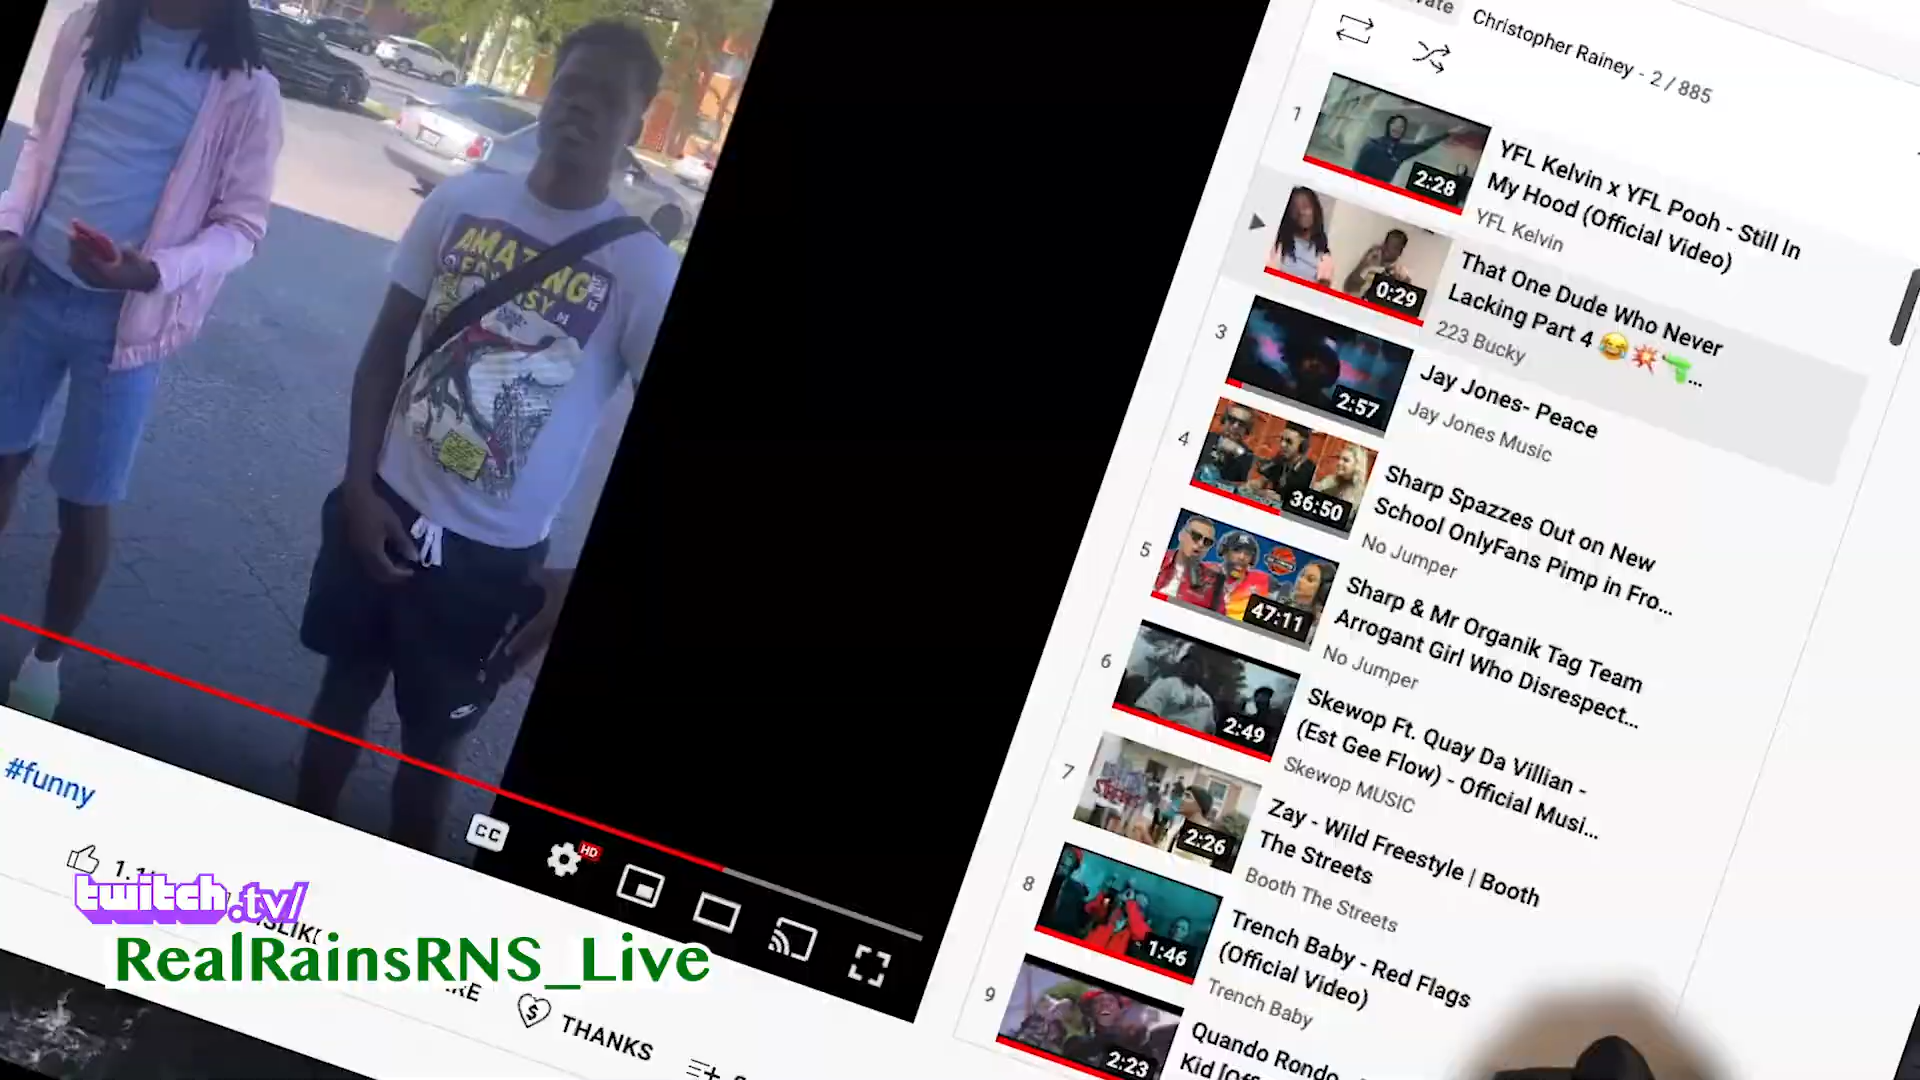 Christopher Rainey - 2 / 885
1
2:28
YFL Kelvin x YFL Pooh - Still In
My Hood (Official Video)
YFL Kelvin
0:29
That One Dude Who Never
Lacking Part 4 😂💥🔫...
223 Bucky
3
2:57
Jay Jones- Peace
Jay Jones Music
4
36:50
Sharp Spazzes Out on New
School OnlyFans Pimp in Fro...
No Jumper
5
47:11
Sharp & Mr Organik Tag Team
Arrogant Girl Who Disrespect...
No Jumper
6
2:49
Skewop Ft. Quay Da Villian -
(Est Gee Flow) - Official Musi...
Skewop MUSIC
7
2:26
Zay - Wild Freestyle | Booth
The Streets
Booth The Streets
8
1:46
Trench Baby - Red Flags
(Official Video)
Trench Baby
9
2:23
Quando Rondo
AMAZING
#funny
CC
HD
THANKS
twitch.tv/
RealRainsRNS_Live